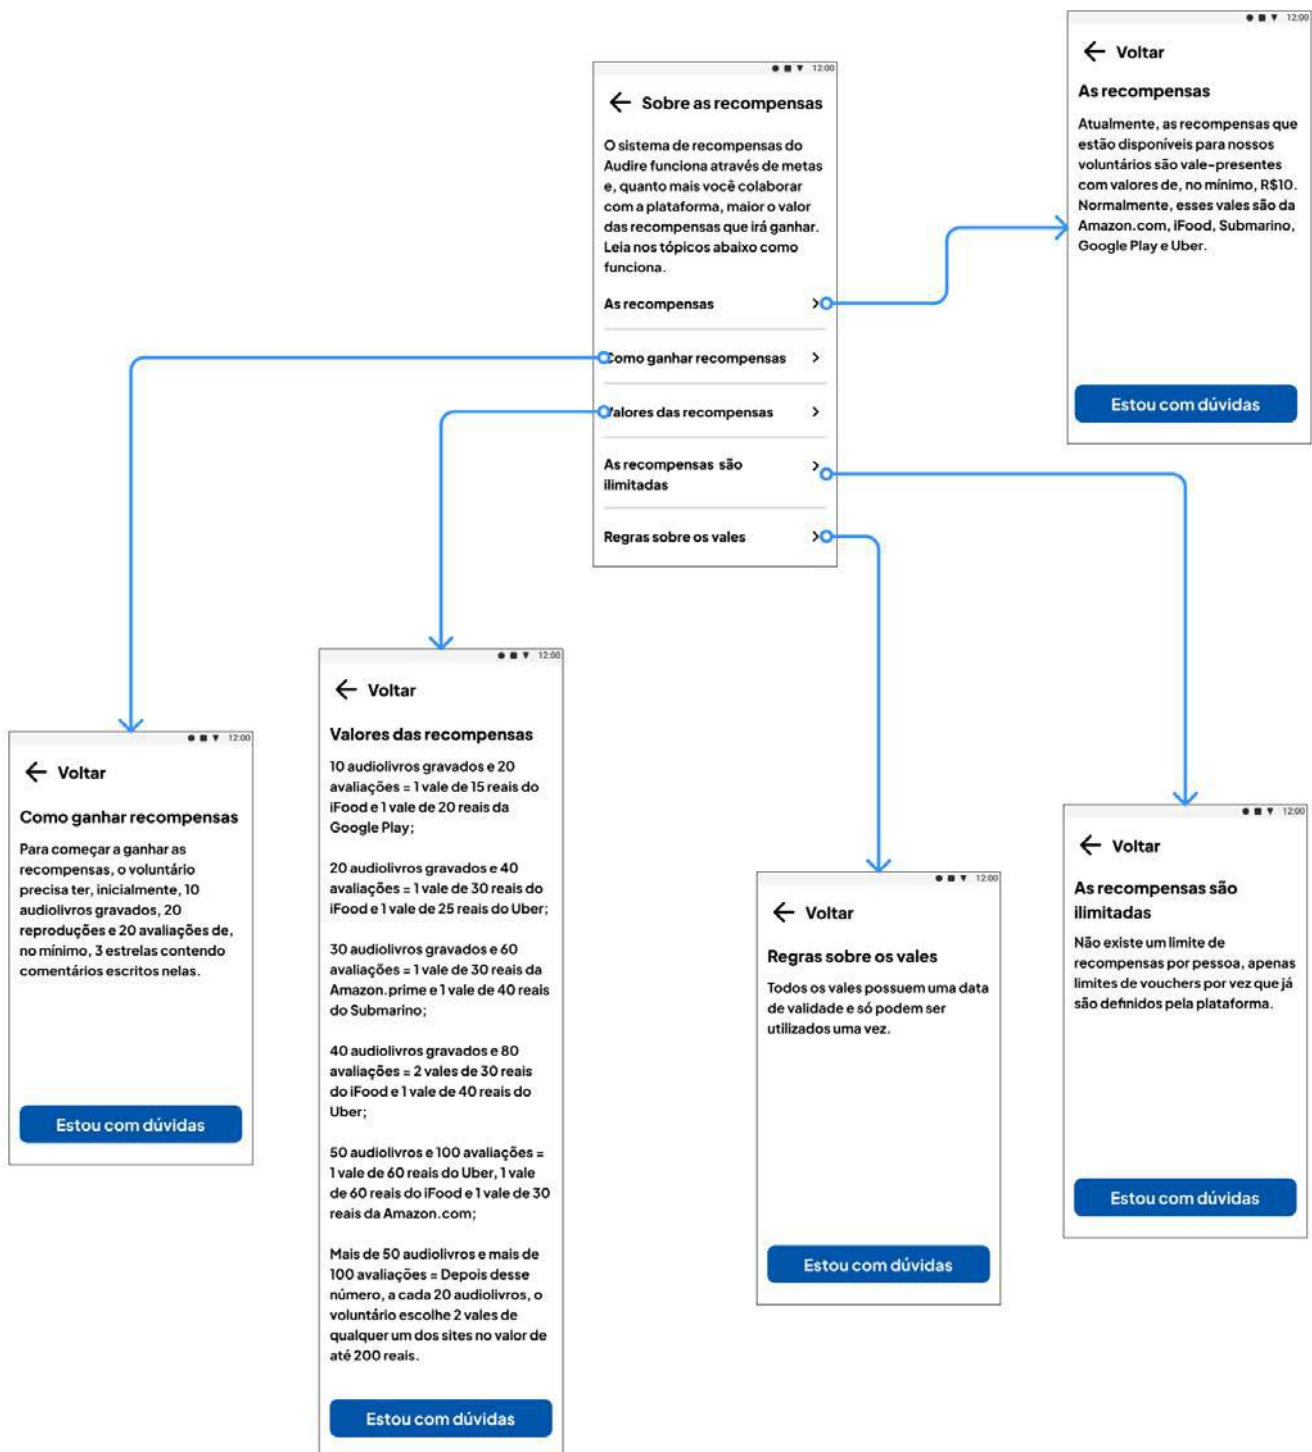 12:00
Sobre as recompensas
O sistema de recompensas do
Audire funciona através de metas
e, quanto mais você colaborar
com a plataforma, maior o valor
das recompensas que irá ganhar.
Leia nos tópicos abaixo como
funciona.
As recompensas
Como ganhar recompensas
Valores das recompensas
As recompensas são
ilimitadas
Regras sobre os vales
12:00
Voltar
As recompensas
Atualmente, as recompensas que
estão disponíveis para nossos
voluntários são vale-presentes
com valores de, no mínimo, R$10.
Normalmente, esses vales são da
Amazon.com, iFood, Submarino,
Google Play e Uber.
Estou com dúvidas
12:00
Voltar
Como ganhar recompensas
Para começar a ganhar as
recompensas, o voluntário
precisa ter, inicialmente, 10
audiolivros gravados, 20
reproduções e 20 avaliações de,
no mínimo, 3 estrelas contendo
comentários escritos nelas.
Estou com dúvidas
12:00
Voltar
Valores das recompensas
10 audiolivros gravados e 20
avaliações = 1 vale de 15 reais do
iFood e 1 vale de 20 reais da
Google Play;
20 audiolivros gravados e 40
avaliações = 1 vale de 30 reais do
iFood e 1 vale de 25 reais do Uber;
30 audiolivros gravados e 60
avaliações = 1 vale de 30 reais da
Amazon.prime e 1 vale de 40 reais
do Submarino;
40 audiolivros gravados e 80
avaliações = 2 vales de 30 reais
do iFood e 1 vale de 40 reais do
Uber;
50 audiolivros e 100 avaliações =
1 vale de 60 reais do Uber, 1 vale
de 60 reais do iFood e 1 vale de 30
reais da Amazon.com;
Mais de 50 audiolivros e mais de
100 avaliações = Depois desse
número, a cada 20 audiolivros, o
voluntário escolhe 2 vales de
qualquer um dos sites no valor de
até 200 reais.
Estou com dúvidas
12:00
Voltar
Regras sobre os vales
Todos os vales possuem uma data
de validade e só podem ser
utilizados uma vez.
Estou com dúvidas
12:00
Voltar
As recompensas são
ilimitadas
Não existe um limite de
recompensas por pessoa, apenas
limites de vouchers por vez que já
são definidos pela plataforma.
Estou com dúvidas